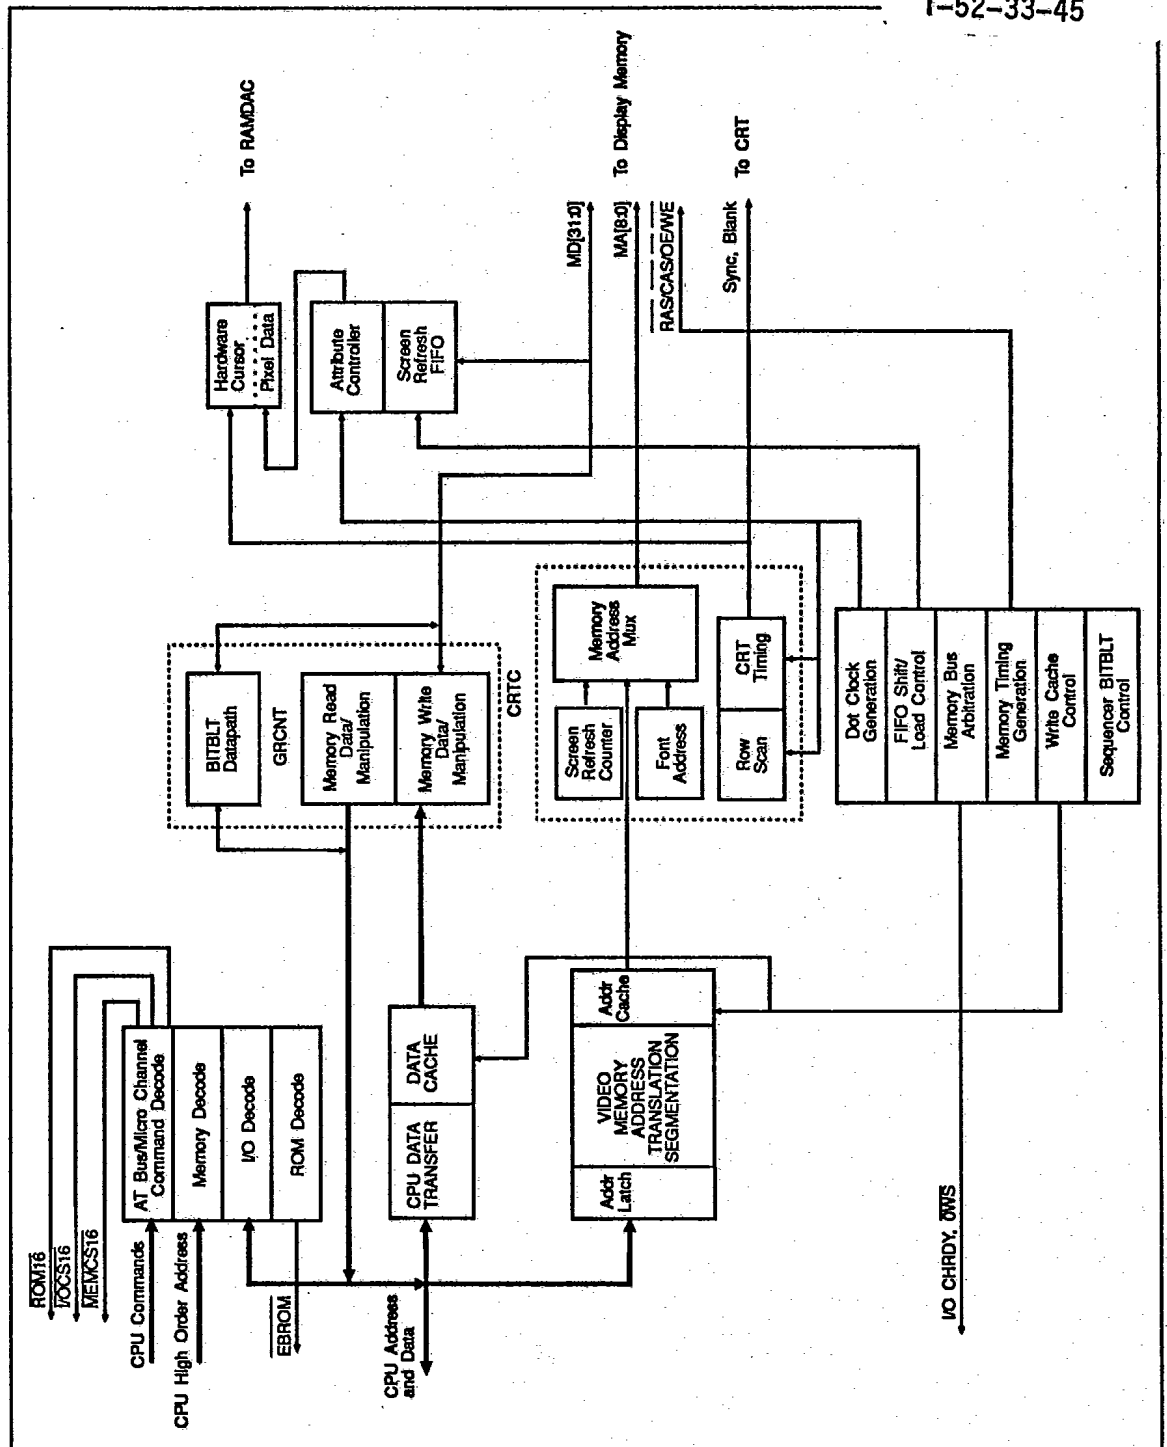 T-52-33-45
ROM16
I/OCS16
MEMCS16
CPU Commands
CPU High Order Address
EBROM
CPU Address
and Data
I/O CHRDY, OWS
AT Bus/Micro Channel
Command Decode
Memory Decode
I/O Decode
ROM Decode
CPU DATA
TRANSFER
DATA
CACHE
Addr
Latch
VIDEO
MEMORY
ADDRESS
TRANSLATION
SEGMENTATION
Addr
Cache
BITBLT
Datapath
GRCNT
Memory Read
Data/
Manipulation
Memory Write
Data/
Manipulation
CRTC
Screen
Refresh
Counter
Font
Address
Memory
Address
Mux
Row
Scan
CRT
Timing
Dot Clock
Generation
FIFO Shift/
Load Control
Memory Bus
Arbitration
Memory Timing
Generation
Write Cache
Control
Sequencer BITBLT
Control
Hardware
Cursor
Pixel Data
Attribute
Controller
Screen
Refresh
FIFO
To RAMDAC
MD[31:0]
MA[8:0]
To Display Memory
RAS/CAS/OE/WE
Sync, Blank
To CRT